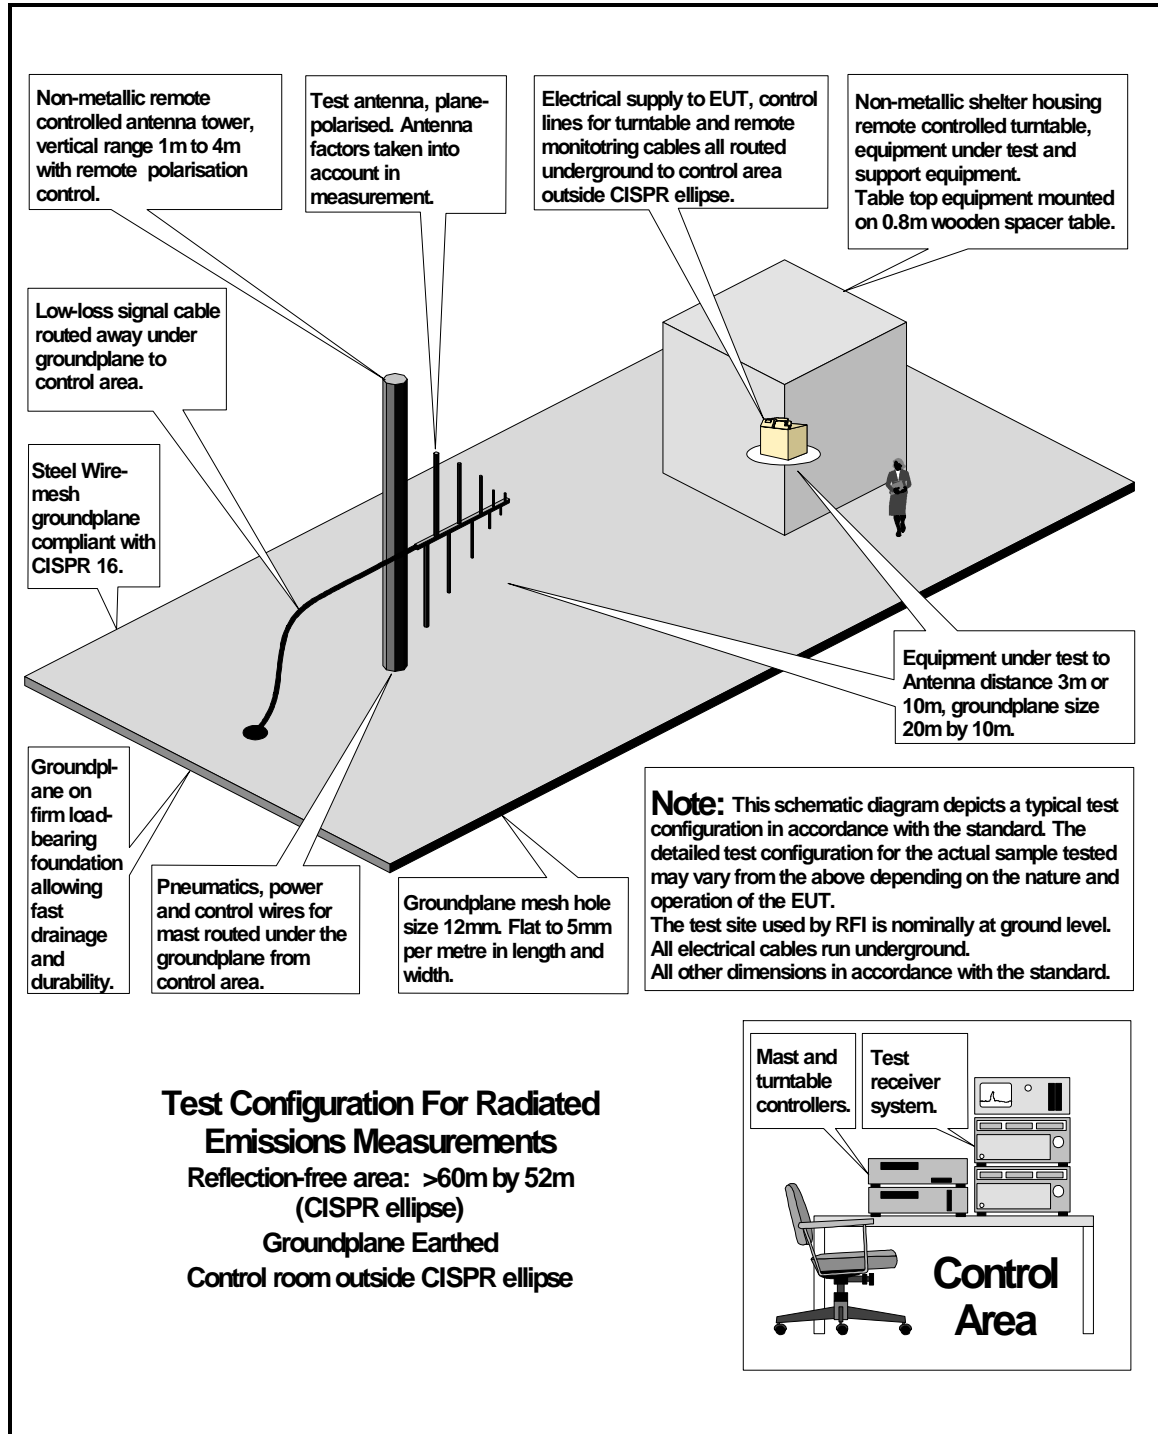 Non-metallic remote
controlled antenna tower,
vertical range 1m to 4m
with remote polarisation
control.
Test antenna, plane-
polarised. Antenna
factors taken into
account in
measurement.
Electrical supply to EUT, control
lines for turntable and remote
monitotring cables all routed
underground to control area
outside CISPR ellipse.
Non-metallic shelter housing
remote controlled turntable,
equipment under test and
support equipment.
Table top equipment mounted
on 0.8m wooden spacer table.
Low-loss signal cable
routed away under
groundplane to
control area.
Steel Wire-
mesh
groundplane
compliant with
CISPR 16.
Equipment under test to
Antenna distance 3m or
10m, groundplane size
20m by 10m.
Groundpl-
ane on
firm load-
bearing
foundation
allowing
fast
drainage
and
durability.
Pneumatics, power
and control wires for
mast routed under the
groundplane from
control area.
Groundplane mesh hole
size 12mm. Flat to 5mm
per metre in length and
width.
Note: This schematic diagram depicts a typical test
configuration in accordance with the standard. The
detailed test configuration for the actual sample tested
may vary from the above depending on the nature and
operation of the EUT.
The test site used by RFI is nominally at ground level.
All electrical cables run underground.
All other dimensions in accordance with the standard.
Test Configuration For Radiated
Emissions Measurements
Reflection-free area: >60m by 52m
(CISPR ellipse)
Groundplane Earthed
Control room outside CISPR ellipse
Mast and
turntable
controllers.
Test
receiver
system.
Control
Area